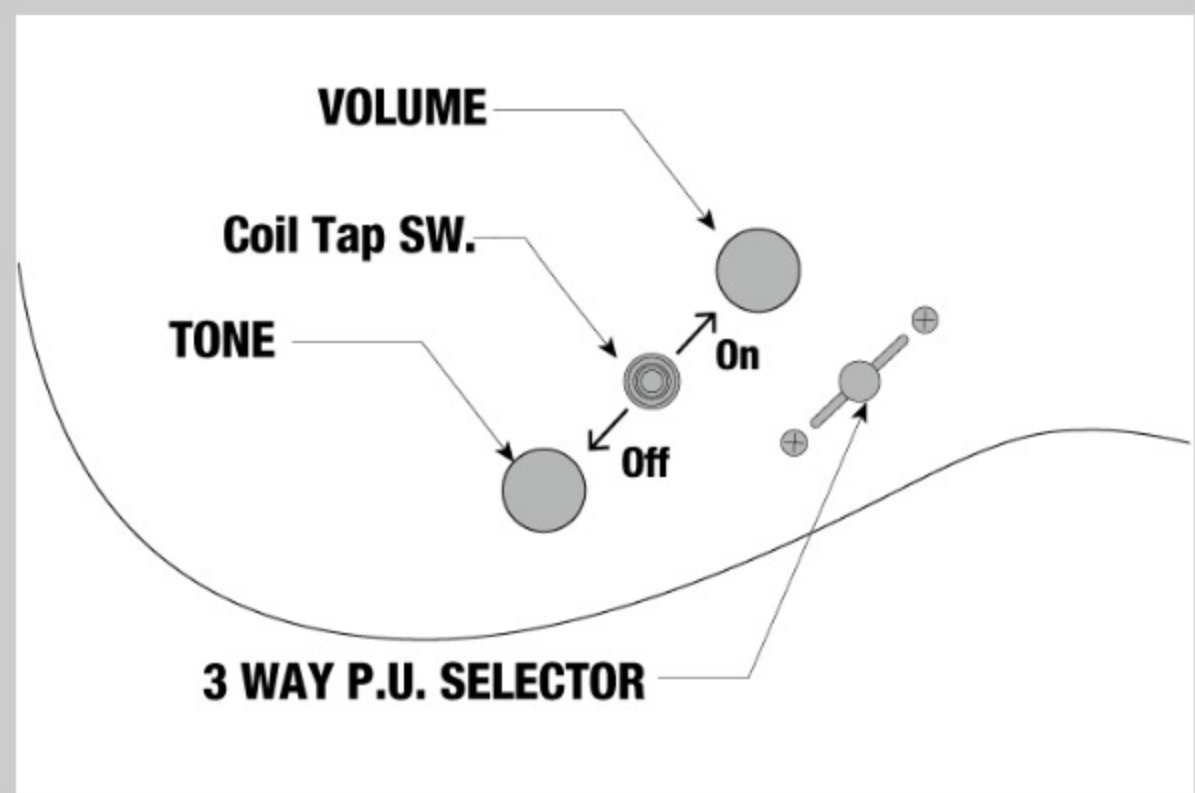 VOLUME
Coil Tap SW.
TONE
On
Off
3 WAY P.U. SELECTOR